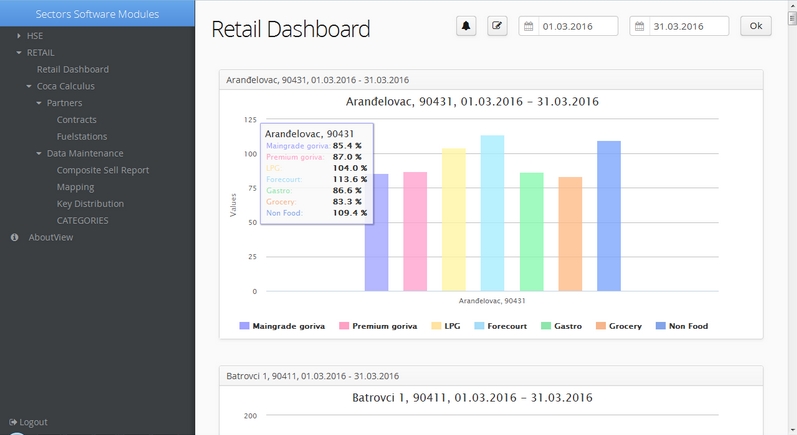 Sectors Software Modules
HSE
RETAIL
Retail Dashboard
Coca Calculus
Partners
Contracts
Fuelstations
Data Maintenance
Composite Sell Report
Mapping
Key Distribution
CATEGORIES
AboutView
Logout
Retail Dashboard
01.03.2016
31.03.2016
Ok
Aranđelovac, 90431, 01.03.2016 - 31.03.2016
Aranđelovac, 90431, 01.03.2016 - 31.03.2016
125
100
75
50
25
0
Values
Aranđelovac, 90431
Maingrade goriva: 85.4 %
Premium goriva: 87.0 %
LPG: 104.0 %
Forecourt: 113.6 %
Gastro: 86.6 %
Grocery: 83.3 %
Non Food: 109.4 %
Aranđelovac, 90431
Maingrade goriva Premium goriva LPG Forecourt Gastro Grocery Non Food
Batrovci 1, 90411, 01.03.2016 - 31.03.2016
Batrovci 1, 90411, 01.03.2016 - 31.03.2016
200